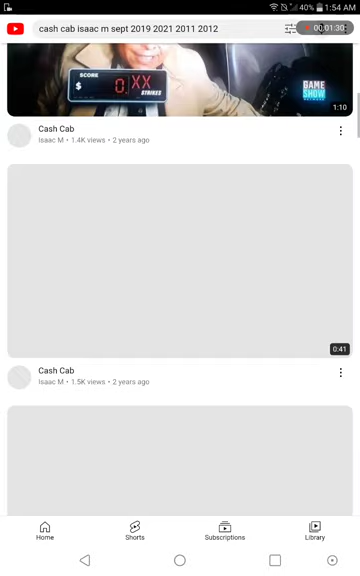 40% 1:54 AM
cash cab isaac m sept 2019 2021 2011 2012
00:01:30
SCORE
$ 0 XX
STRIKES
GAME SHOW
1:10
Cash Cab
Isaac M • 1.4K views • 2 years ago
0:41
Cash Cab
Isaac M • 1.5K views • 2 years ago
Home Shorts Subscriptions Library